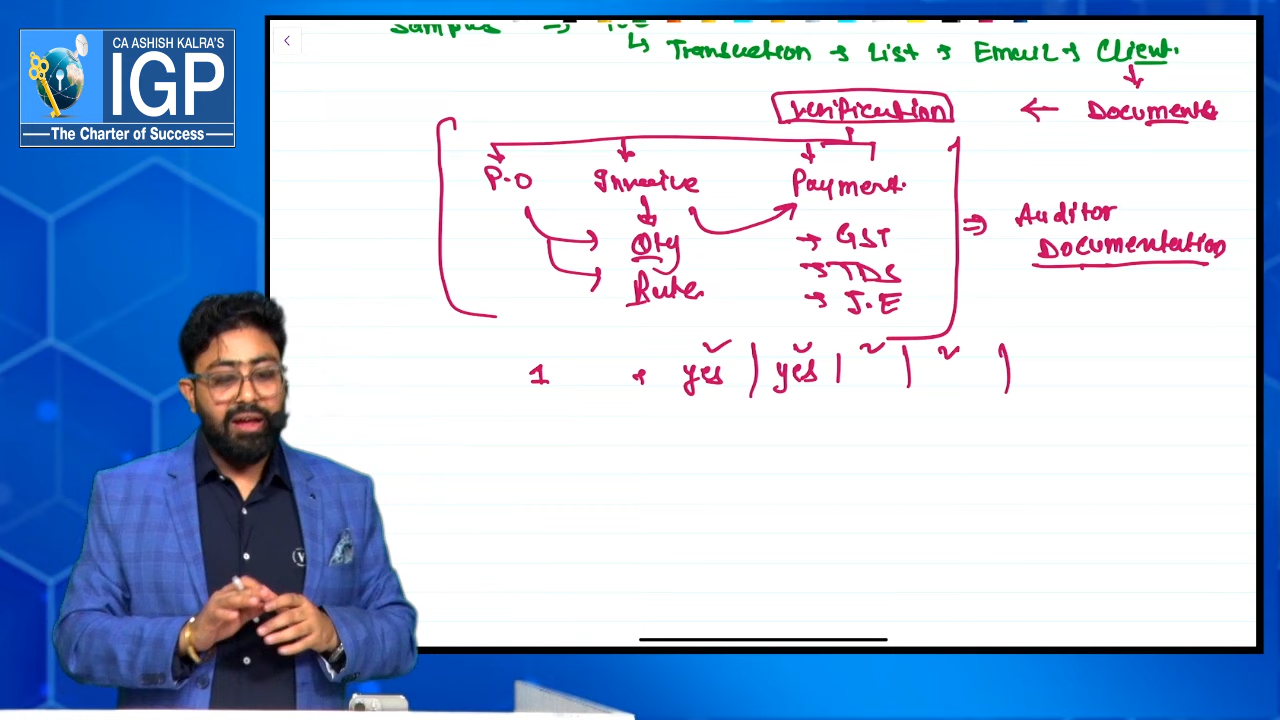 CA ASHISH KALRA'S
IGP
The Charter of Success
Samples →
↳ Transaction → List → Email → Client.
Verification ← Documents
P.O Invoice Payment.
Qty → GST
Rate → TDS
→ J.E
⇒ Auditor
Documentation
1 • yes | yes | ✓ | ✓ |